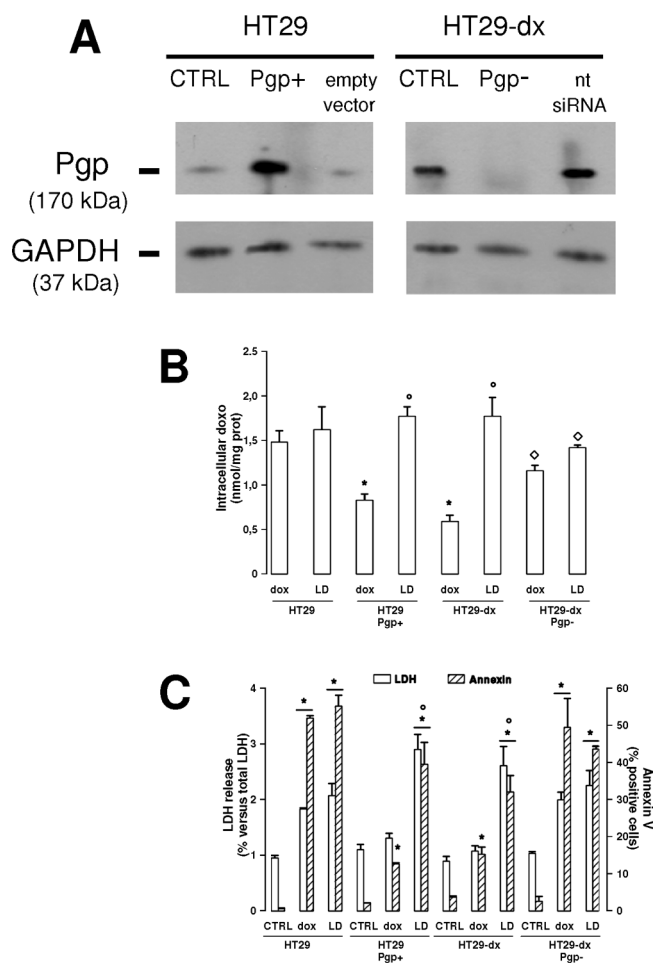 A
HT29
HT29-dx
CTRL
Pgp+
empty
vector
CTRL
Pgp-
nt
siRNA
Pgp
(170 kDa)
GAPDH
(37 kDa)
B
Intracellular doxo
(nmol/mg prot)
2.5
2,0
1,5
1,0
0,5
0
*
°
*
°
◇
◇
dox
LD
dox
LD
dox
LD
dox
LD
HT29
HT29
Pgp+
HT29-dx
HT29-dx
Pgp-
C
LDH
Annexin
LDH release
(% versus total LDH)
4
3
2
1
0
Annexin V
(% positive cells)
60
50
40
30
20
10
0
*
*
*
°
*
*
°
*
*
*
CTRL dox LD CTRL dox LD CTRL dox LD CTRL dox LD
HT29
HT29
Pgp+
HT29-dx
HT29-dx
Pgp-